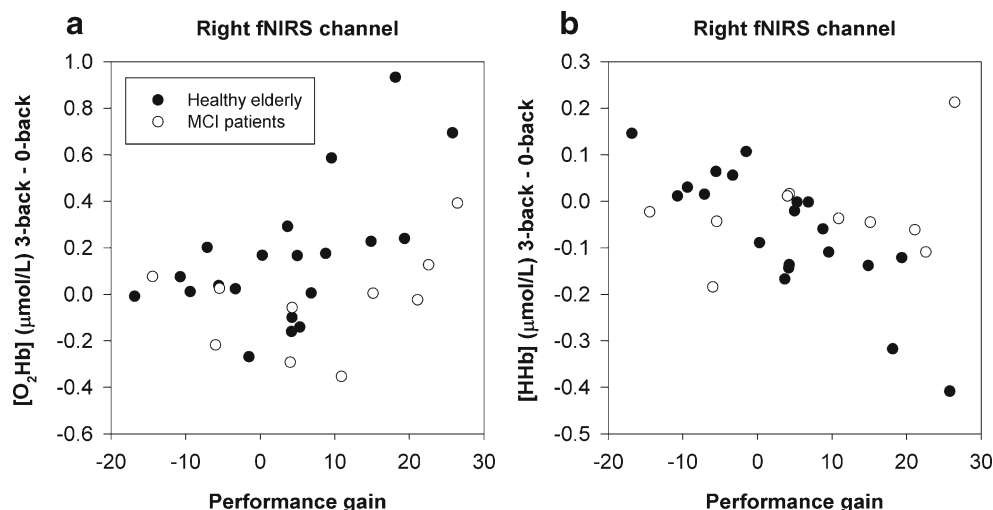 a
Right fNIRS channel
[O₂Hb] (μmol/L) 3-back - 0-back
1.0
0.8
0.6
0.4
0.2
0.0
-0.2
-0.4
-0.6
Healthy elderly
MCI patients
-20 -10 0 10 20 30
Performance gain
b
Right fNIRS channel
[HHb] (μmol/L) 3-back - 0-back
0.3
0.2
0.1
0.0
-0.1
-0.2
-0.3
-0.4
-0.5
-20 -10 0 10 20 30
Performance gain